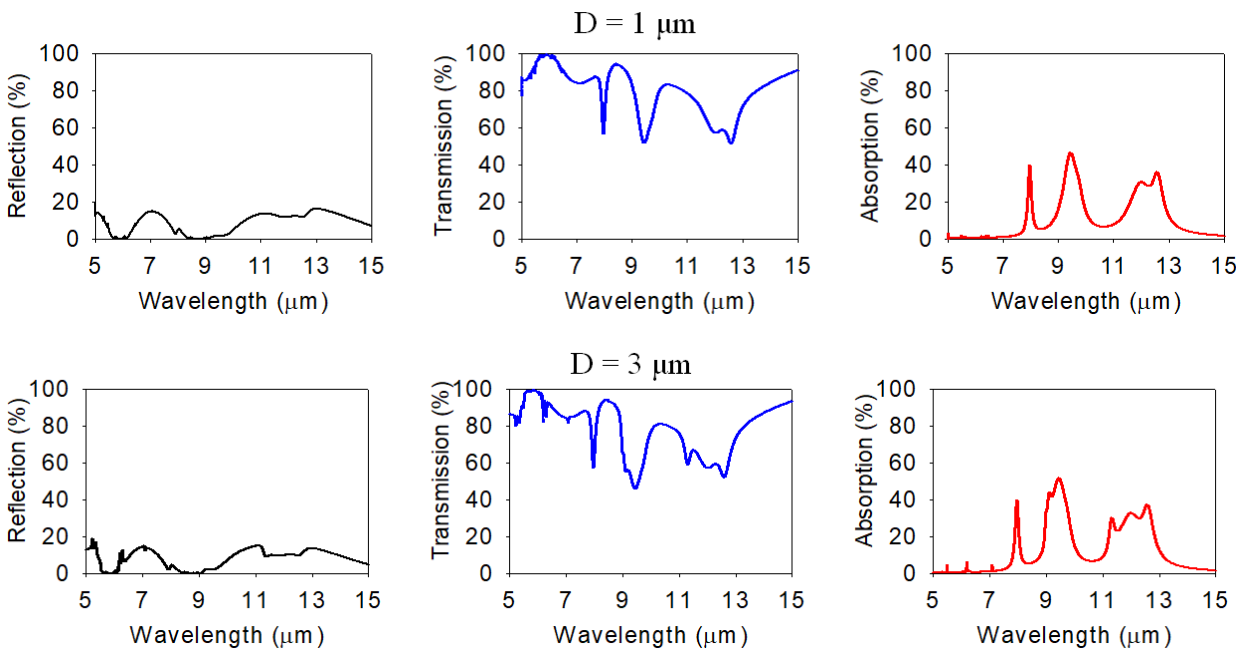 D = 1 μm
Reflection (%)
100
80
60
40
20
0
5 7 9 11 13 15
Wavelength (μm)
Transmission (%)
100
80
60
40
20
0
5 7 9 11 13 15
Wavelength (μm)
Absorption (%)
100
80
60
40
20
0
5 7 9 11 13 15
Wavelength (μm)
D = 3 μm
Reflection (%)
100
80
60
40
20
0
5 7 9 11 13 15
Wavelength (μm)
Transmission (%)
100
80
60
40
20
0
5 7 9 11 13 15
Wavelength (μm)
Absorption (%)
100
80
60
40
20
0
5 7 9 11 13 15
Wavelength (μm)